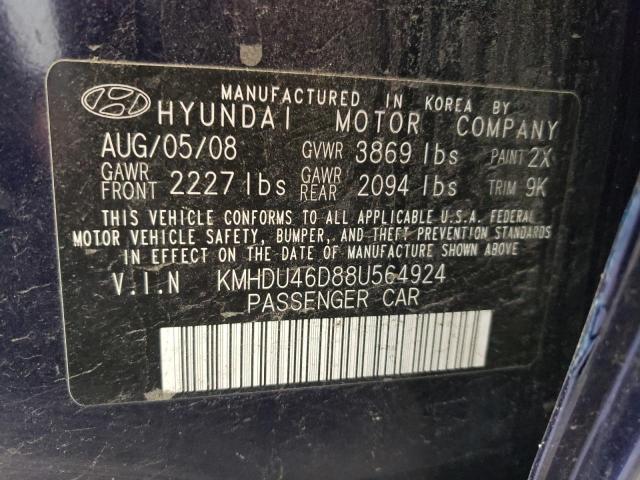 MANUFACTURED IN KOREA BY
HYUNDAI MOTOR COMPANY
AUG/05/08 GVWR 3869 lbs PAINT 2X
GAWR FRONT 2227 lbs GAWR REAR 2094 lbs TRIM 9K
THIS VEHICLE CONFORMS TO ALL APPLICABLE U.S.A. FEDERAL
MOTOR VEHICLE SAFETY, BUMPER, AND THEFT PREVENTION STANDARDS
IN EFFECT ON THE DATE OF MANUFACTURE SHOWN ABOVE
V.I.N KMHDU46D88U564924
PASSENGER CAR